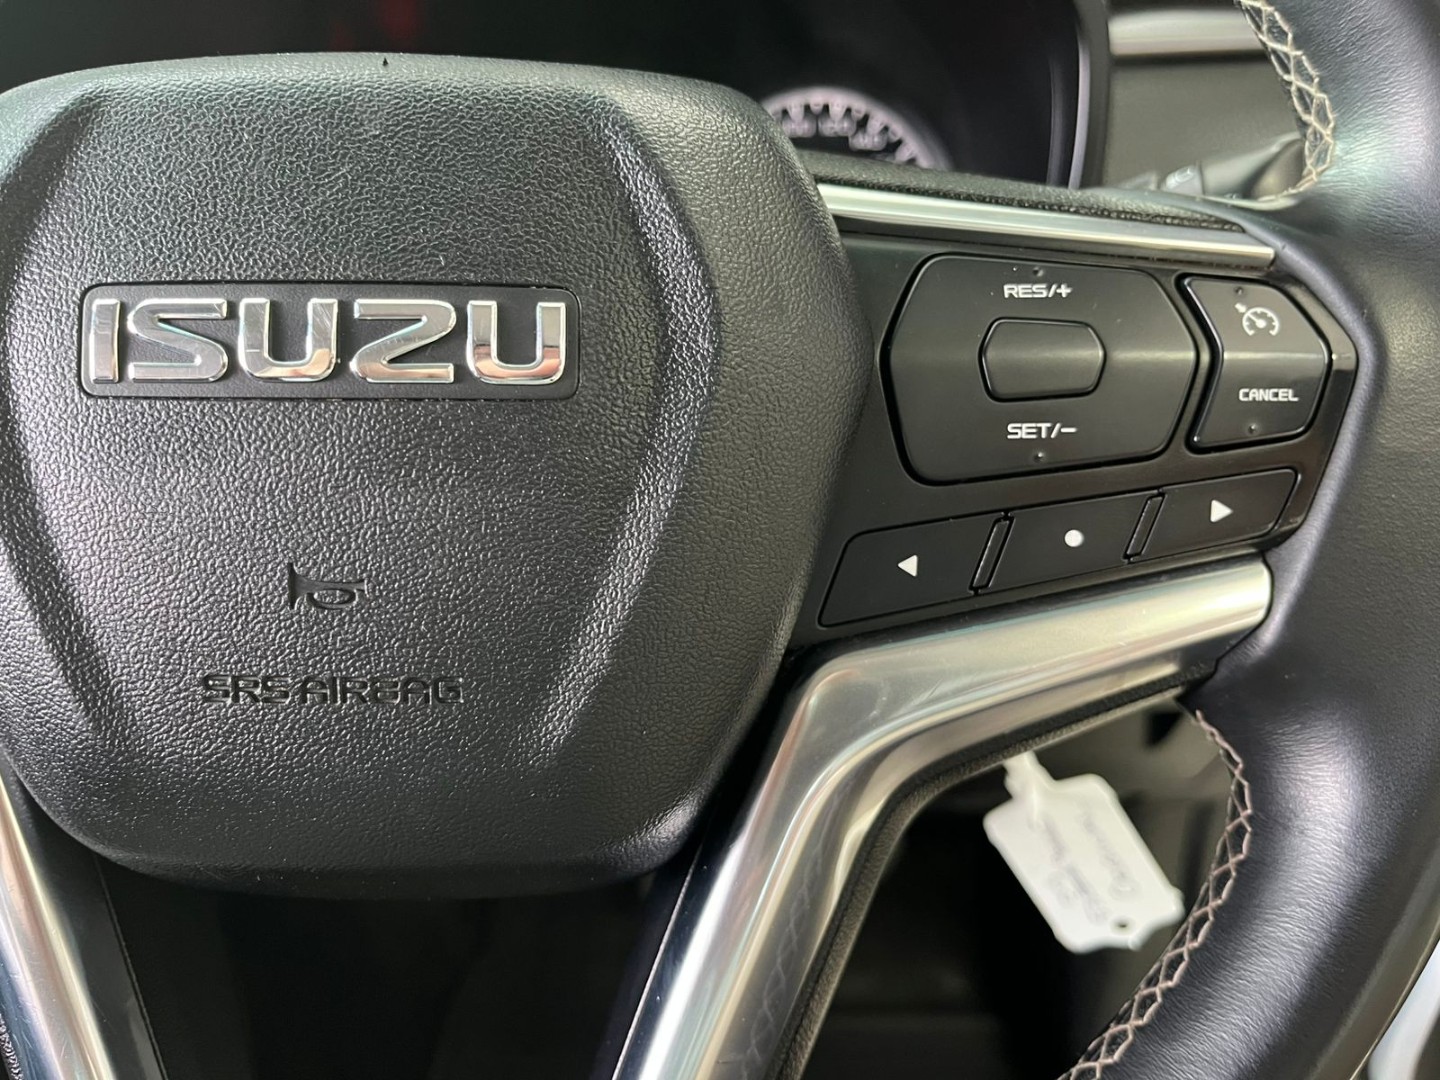 ISUZU
SRS AIRBAG
RES/+
SET/-
CANCEL